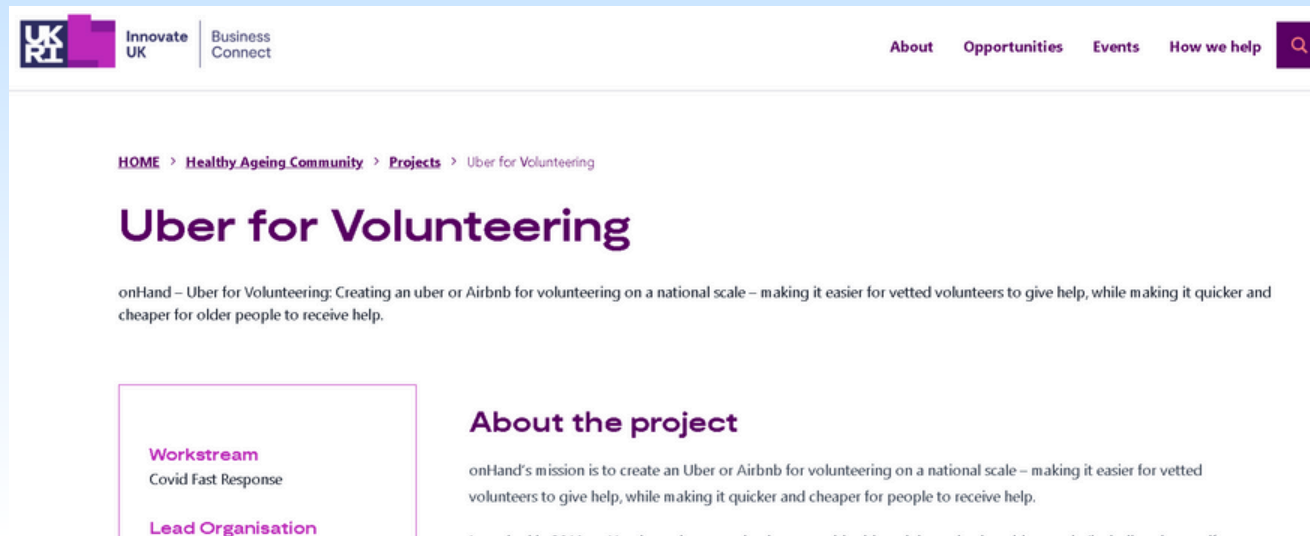 UKRI
Innovate
UK
Business
Connect
About Opportunities Events How we help
HOME > Healthy Ageing Community > Projects > Uber for Volunteering
Uber for Volunteering
onHand – Uber for Volunteering: Creating an uber or Airbnb for volunteering on a national scale – making it easier for vetted volunteers to give help, while making it quicker and
cheaper for older people to receive help.
Workstream
Covid Fast Response
Lead Organisation
About the project
onHand's mission is to create an Uber or Airbnb for volunteering on a national scale – making it easier for vetted
volunteers to give help, while making it quicker and cheaper for people to receive help.